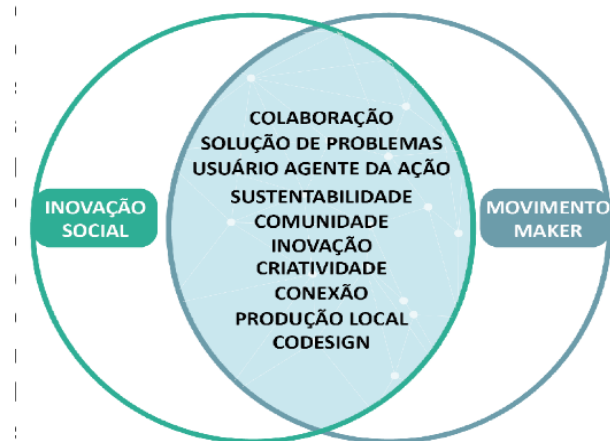 INOVAÇÃO
SOCIAL
COLABORAÇÃO
SOLUÇÃO DE PROBLEMAS
USUÁRIO AGENTE DA AÇÃO
SUSTENTABILIDADE
COMUNIDADE
INOVAÇÃO
CRIATIVIDADE
CONEXÃO
PRODUÇÃO LOCAL
CODESIGN
MOVIMENTO
MAKER